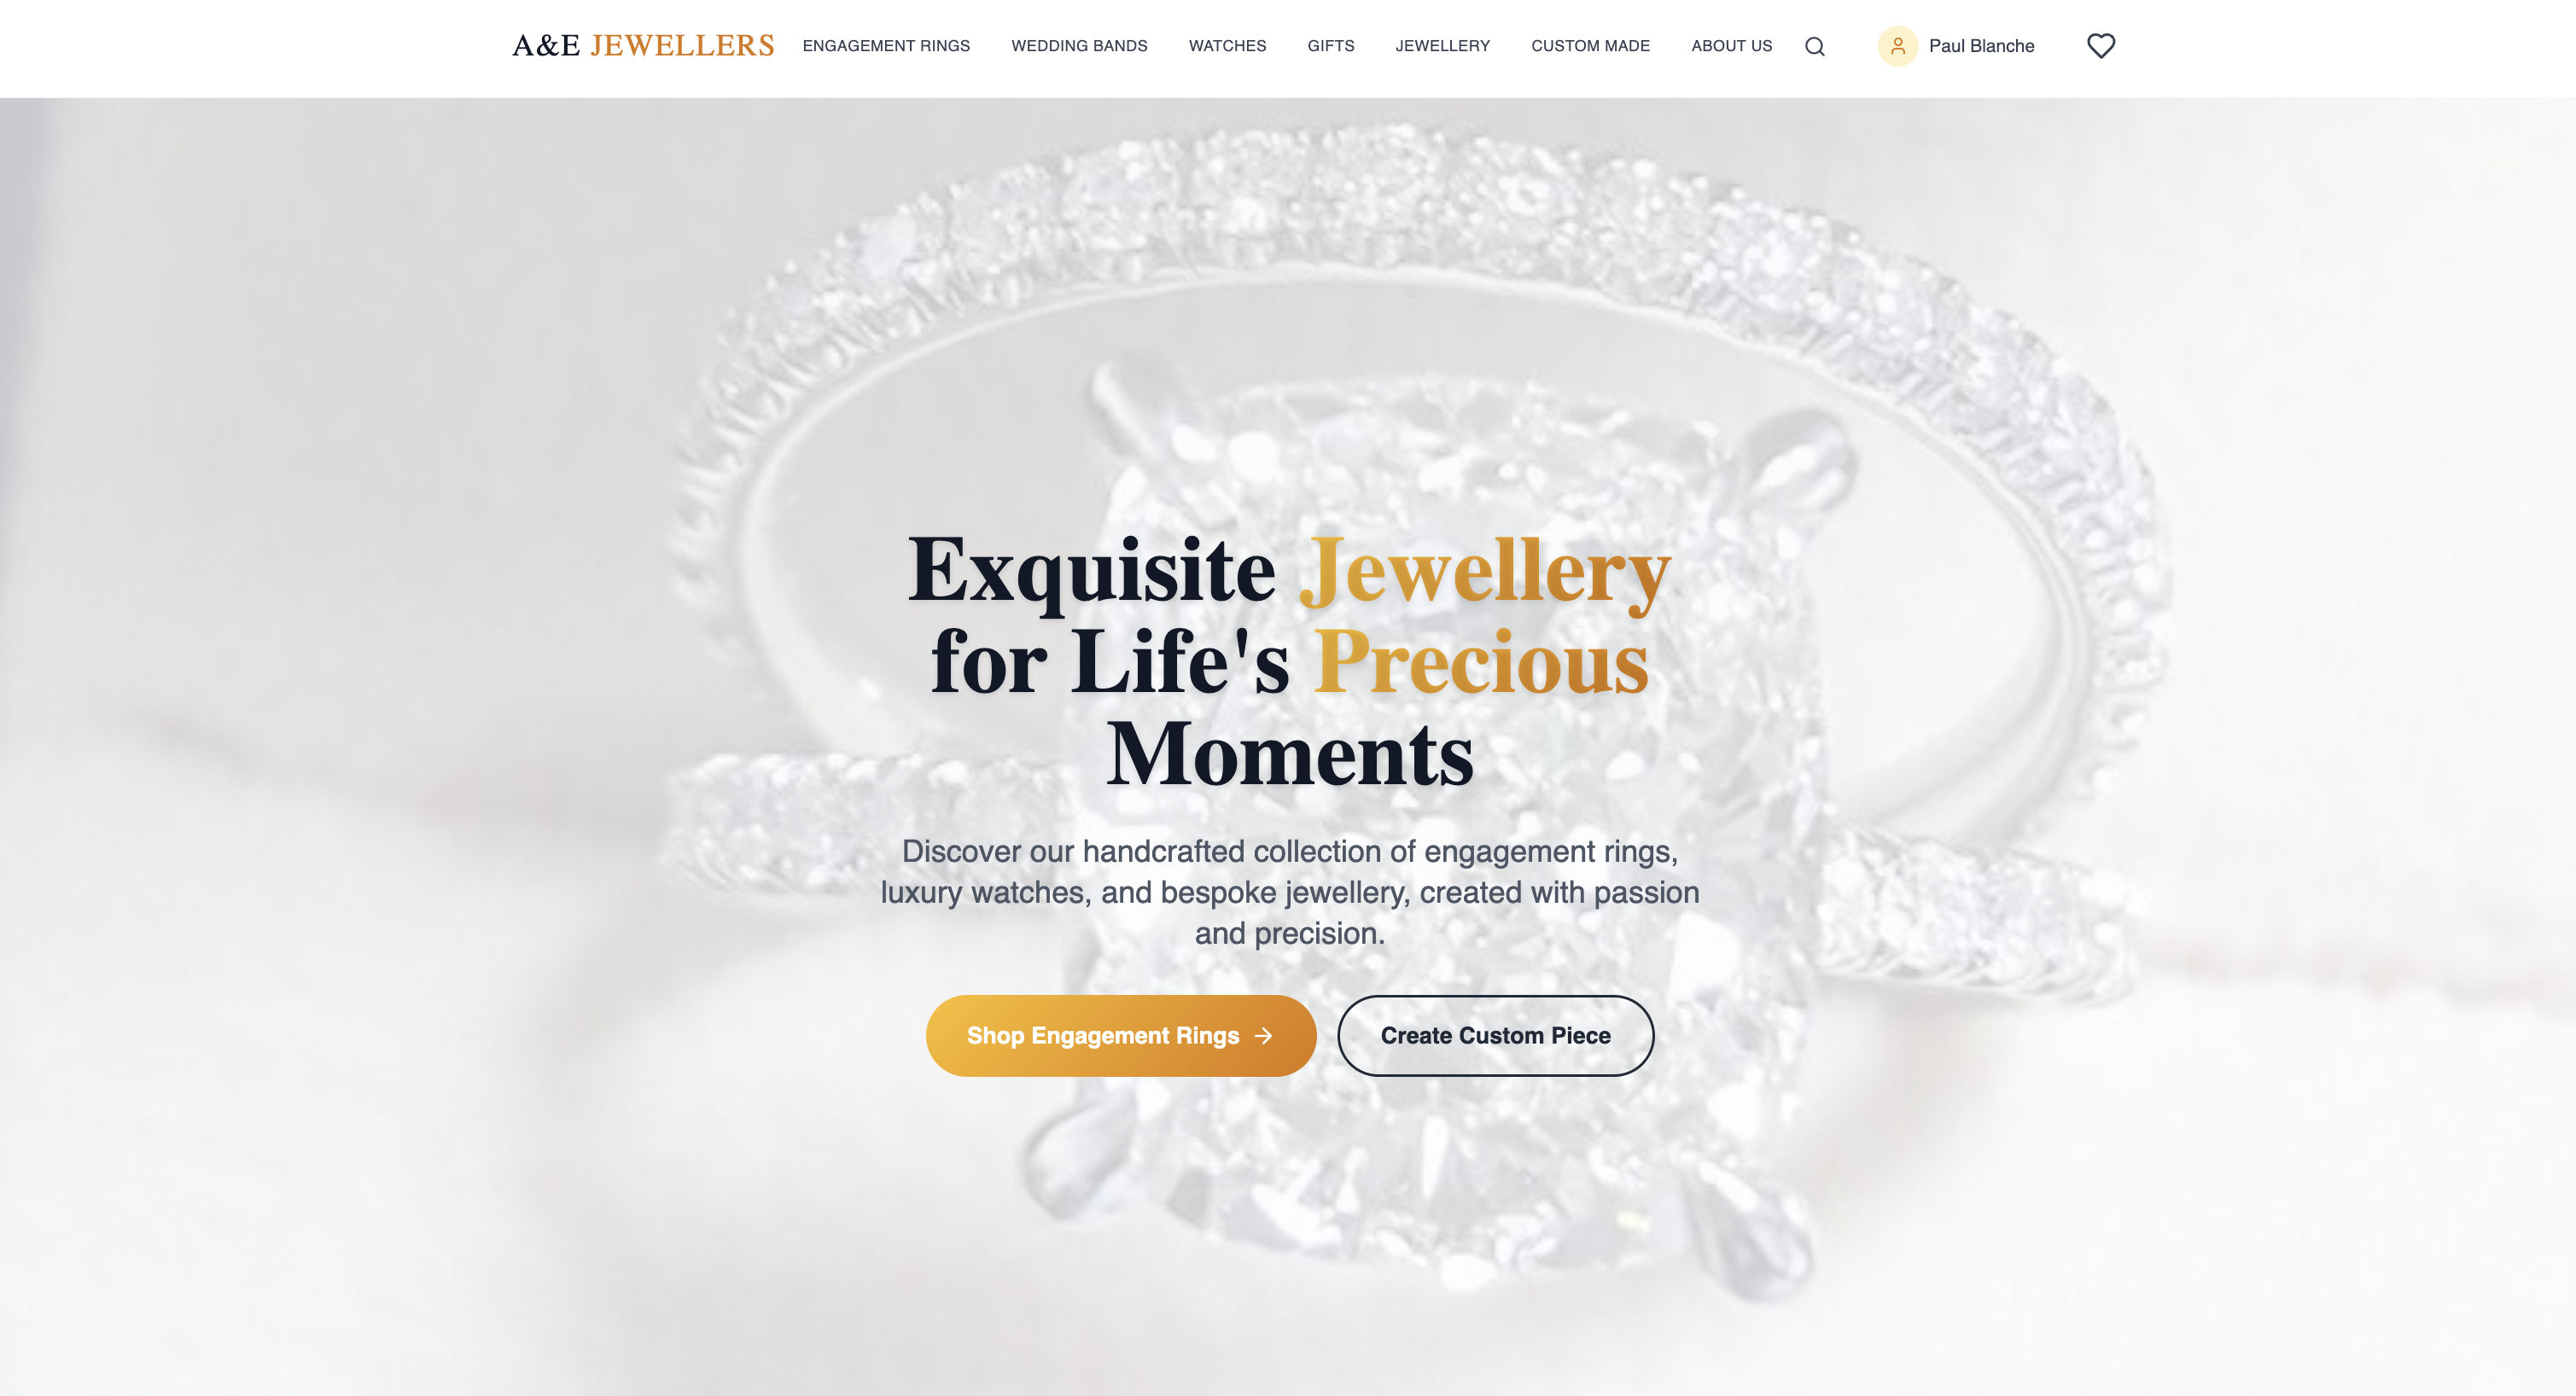 A&E JEWELLERS ENGAGEMENT RINGS WEDDING BANDS WATCHES GIFTS JEWELLERY CUSTOM MADE ABOUT US Paul Blanche
Exquisite Jewellery
for Life's Precious
Moments
Discover our handcrafted collection of engagement rings,
luxury watches, and bespoke jewellery, created with passion
and precision.
Shop Engagement Rings → Create Custom Piece